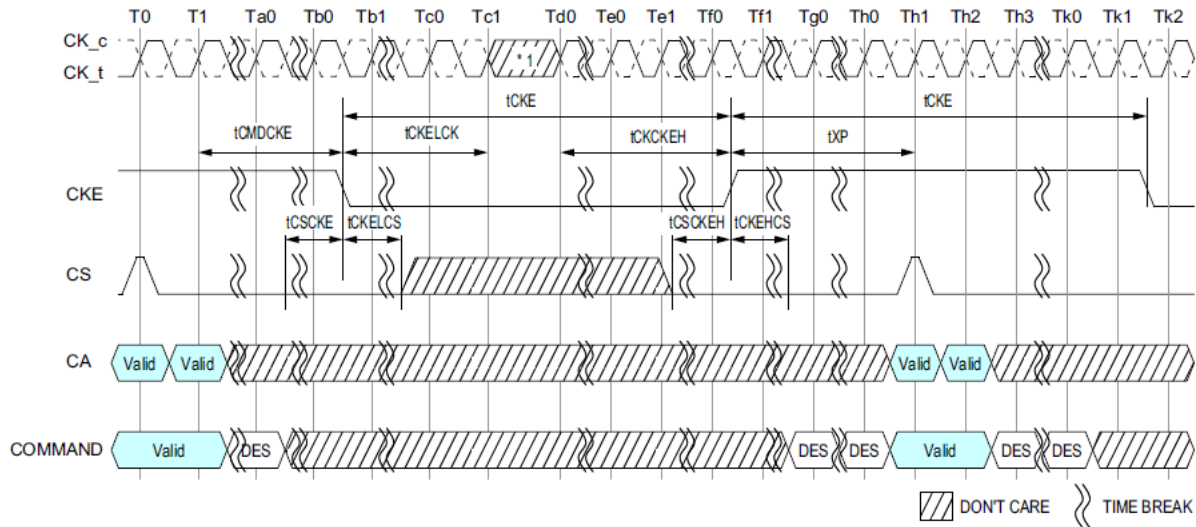 T0 T1 Ta0 Tb0 Tb1 Tc0 Tc1 Td0 Te0 Te1 Tf0 Tf1 Tg0 Th0 Th1 Th2 Th3 Tk0 Tk1 Tk2
CK_c
CK_t
* 1
tCKE tCKE
tCMDCKE tCKELCK tCKCKEH tXP
CKE
tCSCKE tCKELCS tCSCKEH tCKEHCS
CS
CA Valid Valid Valid Valid
COMMAND Valid DES DES DES Valid DES DES
DON'T CARE TIME BREAK